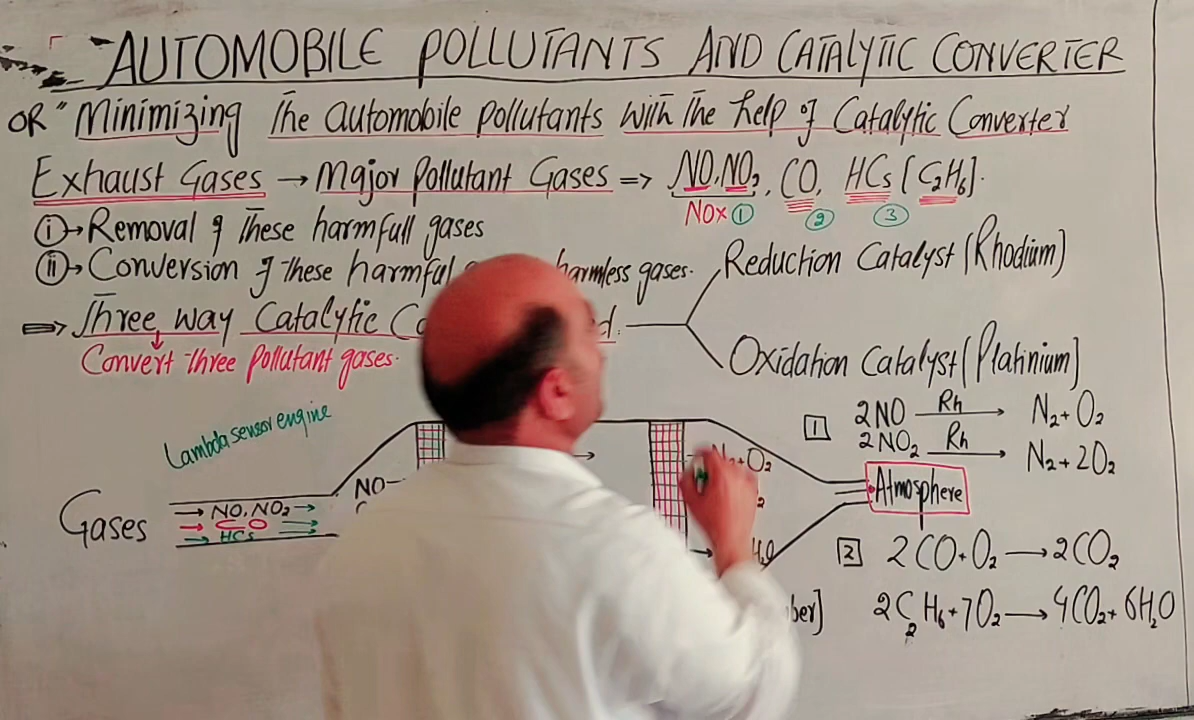 AUTOMOBILE POLLUTANTS AND CATALYTIC CONVERTER
OR "Minimizing The automobile pollutants with The help of Catalytic Converter
Exhaust Gases → Major Pollutant Gases => NO, NO₂, CO, HCs [C₂H₆].
NOx ① ② ③
ⓘ→ Removal of These harmfull gases
ⓘⓘ→ Conversion of These harmful harmless gases.
Reduction Catalyst (Rhodium)
=> Three way Catalytic
Convert three Pollutant gases.
Oxidation Catalyst (Platinium]
1 2NO Rh→ N₂+O₂
2NO₂ Rh→ N₂+2O₂
Lambda sensor engine
N₂+O₂
Atmosphere
Gases
→ NO, NO₂ →
→ CO →
→ HCs →
NO
H₂O
2 2CO+O₂ → 2CO₂
2C₂H₆+7O₂ → 4CO₂+6H₂O